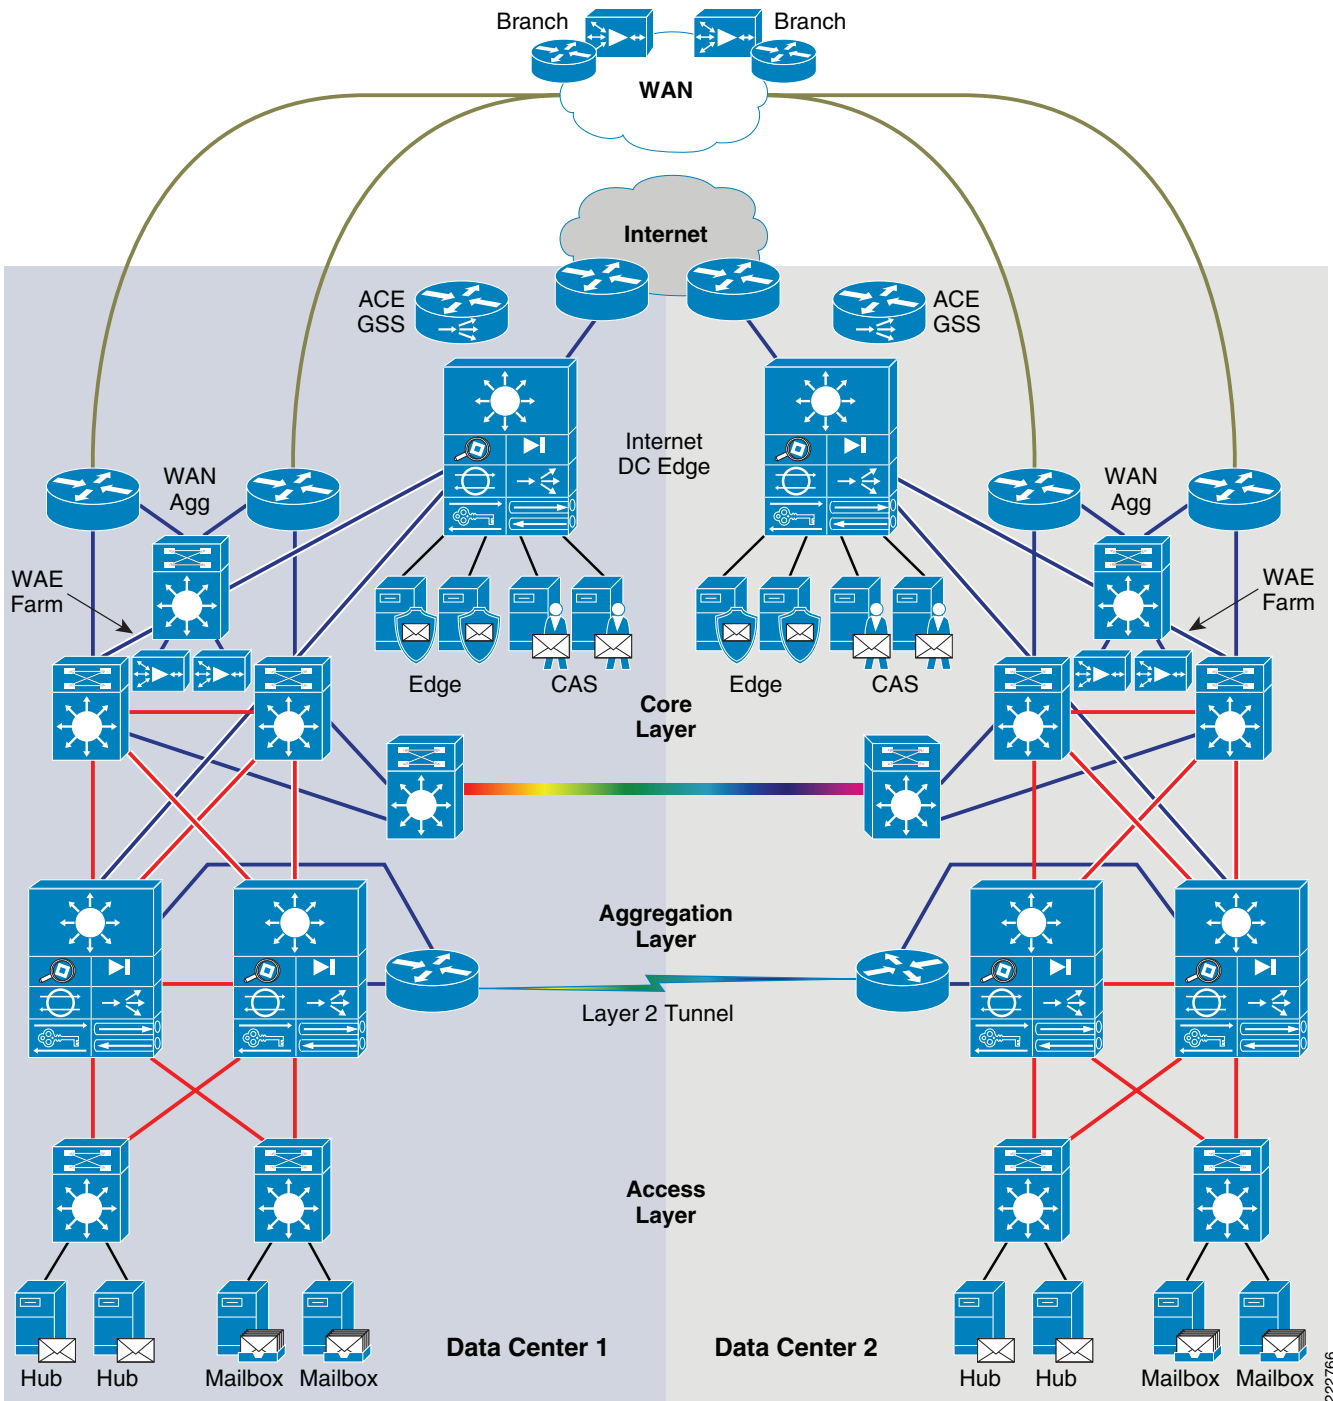 Branch
Branch
WAN
Internet
ACE
GSS
ACE
GSS
Internet
DC Edge
WAN
Agg
WAN
Agg
WAE
Farm
WAE
Farm
Edge
CAS
Edge
CAS
Core
Layer
Aggregation
Layer
Layer 2 Tunnel
Access
Layer
Data Center 1
Data Center 2
Hub
Hub
Mailbox
Mailbox
Hub
Hub
Mailbox
Mailbox
222766